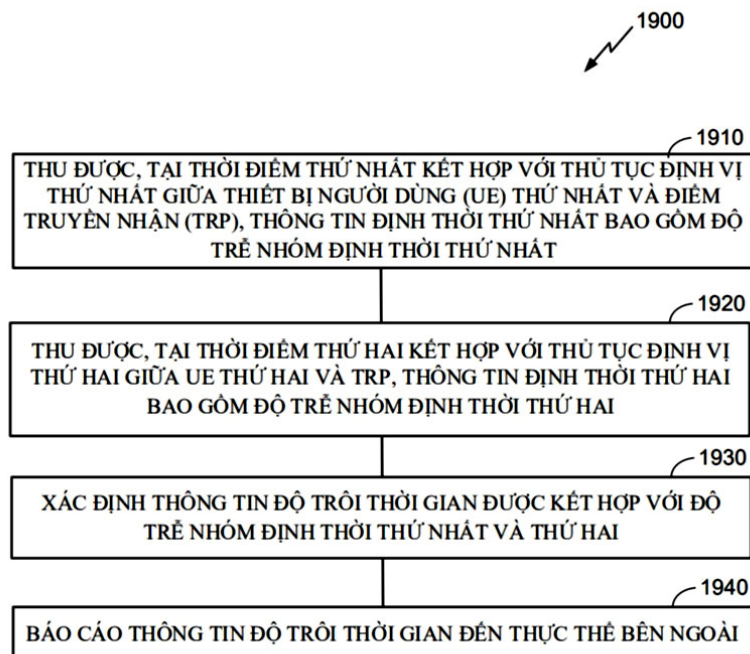 1900
1910
THU ĐƯỢC, TẠI THỜI ĐIỂM THỨ NHẤT KẾT HỢP VỚI THỦ TỤC ĐỊNH VỊ
THỨ NHẤT GIỮA THIẾT BỊ NGƯỜI DÙNG (UE) THỨ NHẤT VÀ ĐIỂM
TRUYỀN NHẬN (TRP), THÔNG TIN ĐỊNH THỜI THỨ NHẤT BAO GỒM ĐỘ
TRỄ NHÓM ĐỊNH THỜI THỨ NHẤT
1920
THU ĐƯỢC, TẠI THỜI ĐIỂM THỨ HAI KẾT HỢP VỚI THỦ TỤC ĐỊNH VỊ
THỨ HAI GIỮA UE THỨ HAI VÀ TRP, THÔNG TIN ĐỊNH THỜI THỨ HAI
BAO GỒM ĐỘ TRỄ NHÓM ĐỊNH THỜI THỨ HAI
1930
XÁC ĐỊNH THÔNG TIN ĐỘ TRÔI THỜI GIAN ĐƯỢC KẾT HỢP VỚI ĐỘ
TRỄ NHÓM ĐỊNH THỜI THỨ NHẤT VÀ THỨ HAI
1940
BÁO CÁO THÔNG TIN ĐỘ TRÔI THỜI GIAN ĐẾN THỰC THỂ BÊN NGOÀI